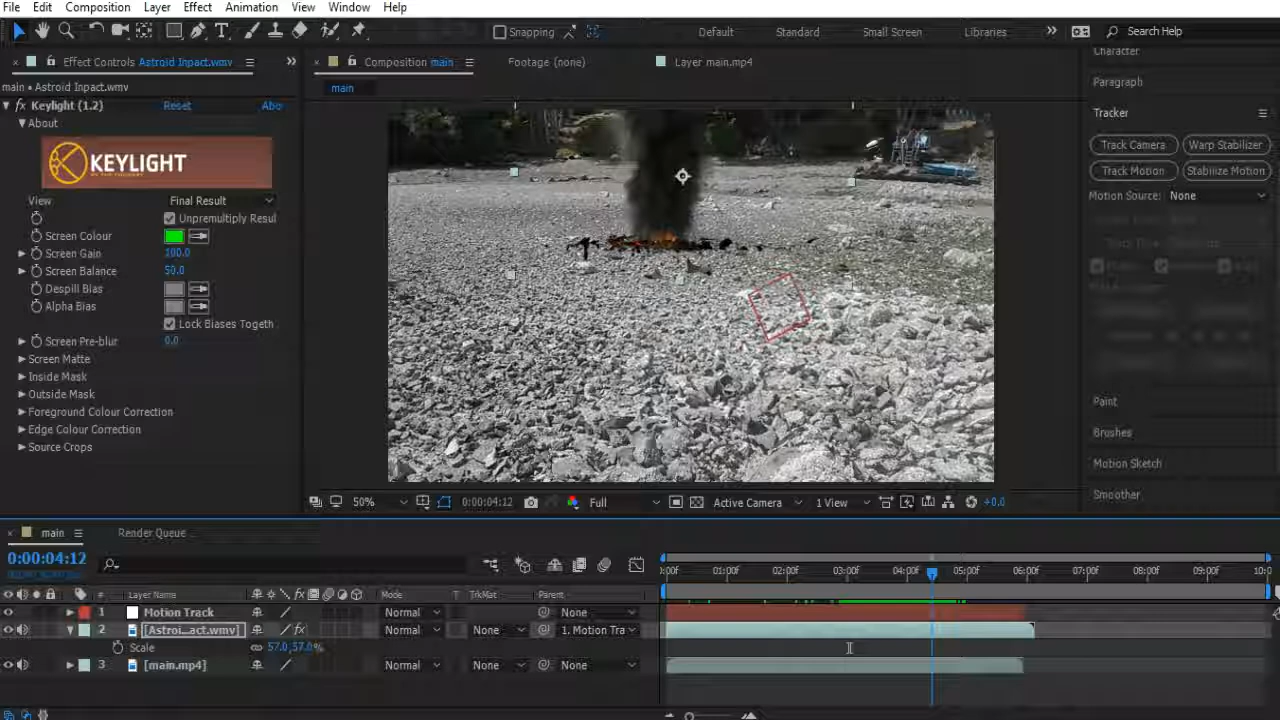 File Edit Composition Layer Effect Animation View Window Help
Snapping Default Standard Small Screen Libraries Search Help
Effect Controls Astroid Inpact.wmv Composition main Footage (none) Layer main.mp4 Character
main • Astroid Inpact.wmv main Paragraph
Keylight (1.2) Reset Abo
About Tracker
KEYLIGHT Track Camera Warp Stabilizer
Track Motion Stabilize Motion
View Final Result Motion Source: None
Unpremultiply Resul
Screen Colour
Screen Gain 100.0
Screen Balance 50.0
Despill Bias
Alpha Bias
Lock Biases Togeth
Screen Pre-blur 0.0
Screen Matte
Inside Mask
Outside Mask Paint
Foreground Colour Correction
Edge Colour Correction Brushes
Source Crops
Motion Sketch
50% 0:00:04:12 Full Active Camera 1 View +0.0 Smoother
main Render Queue
0:00:04:12
:00f 01:00f 02:00f 03:00f 04:00f 05:00f 06:00f 07:00f 08:00f 09:00f 10:0
# Layer Name Mode T TrkMat Parent
1 Motion Track Normal None
2 [Astroi...act.wmv] Normal None 1. Motion Tra
Scale 57.0,57.0%
3 [main.mp4] Normal None None